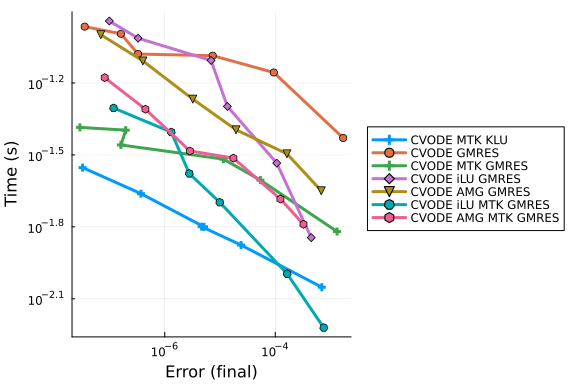 10^-1.2
10^-1.5
10^-1.8
10^-2.1
Time (s)
10^-6
10^-4
Error (final)
CVODE MTK KLU
CVODE GMRES
CVODE MTK GMRES
CVODE iLU GMRES
CVODE AMG GMRES
CVODE iLU MTK GMRES
CVODE AMG MTK GMRES